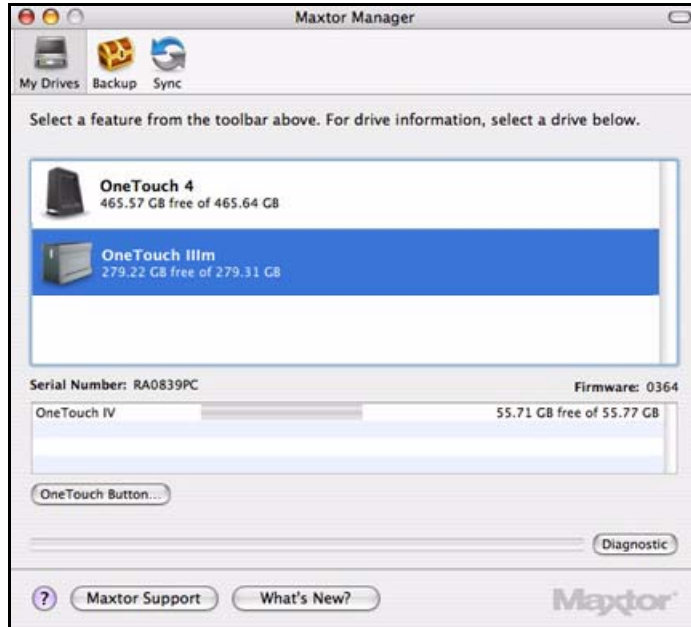 Maxtor Manager
My Drives Backup Sync
Select a feature from the toolbar above. For drive information, select a drive below.
OneTouch 4
465.57 GB free of 465.64 GB
OneTouch IIIm
279.22 GB free of 279.31 GB
Serial Number: RA0839PC Firmware: 0364
OneTouch IV 55.71 GB free of 55.77 GB
OneTouch Button...
Diagnostic
? Maxtor Support What's New? Maxtor